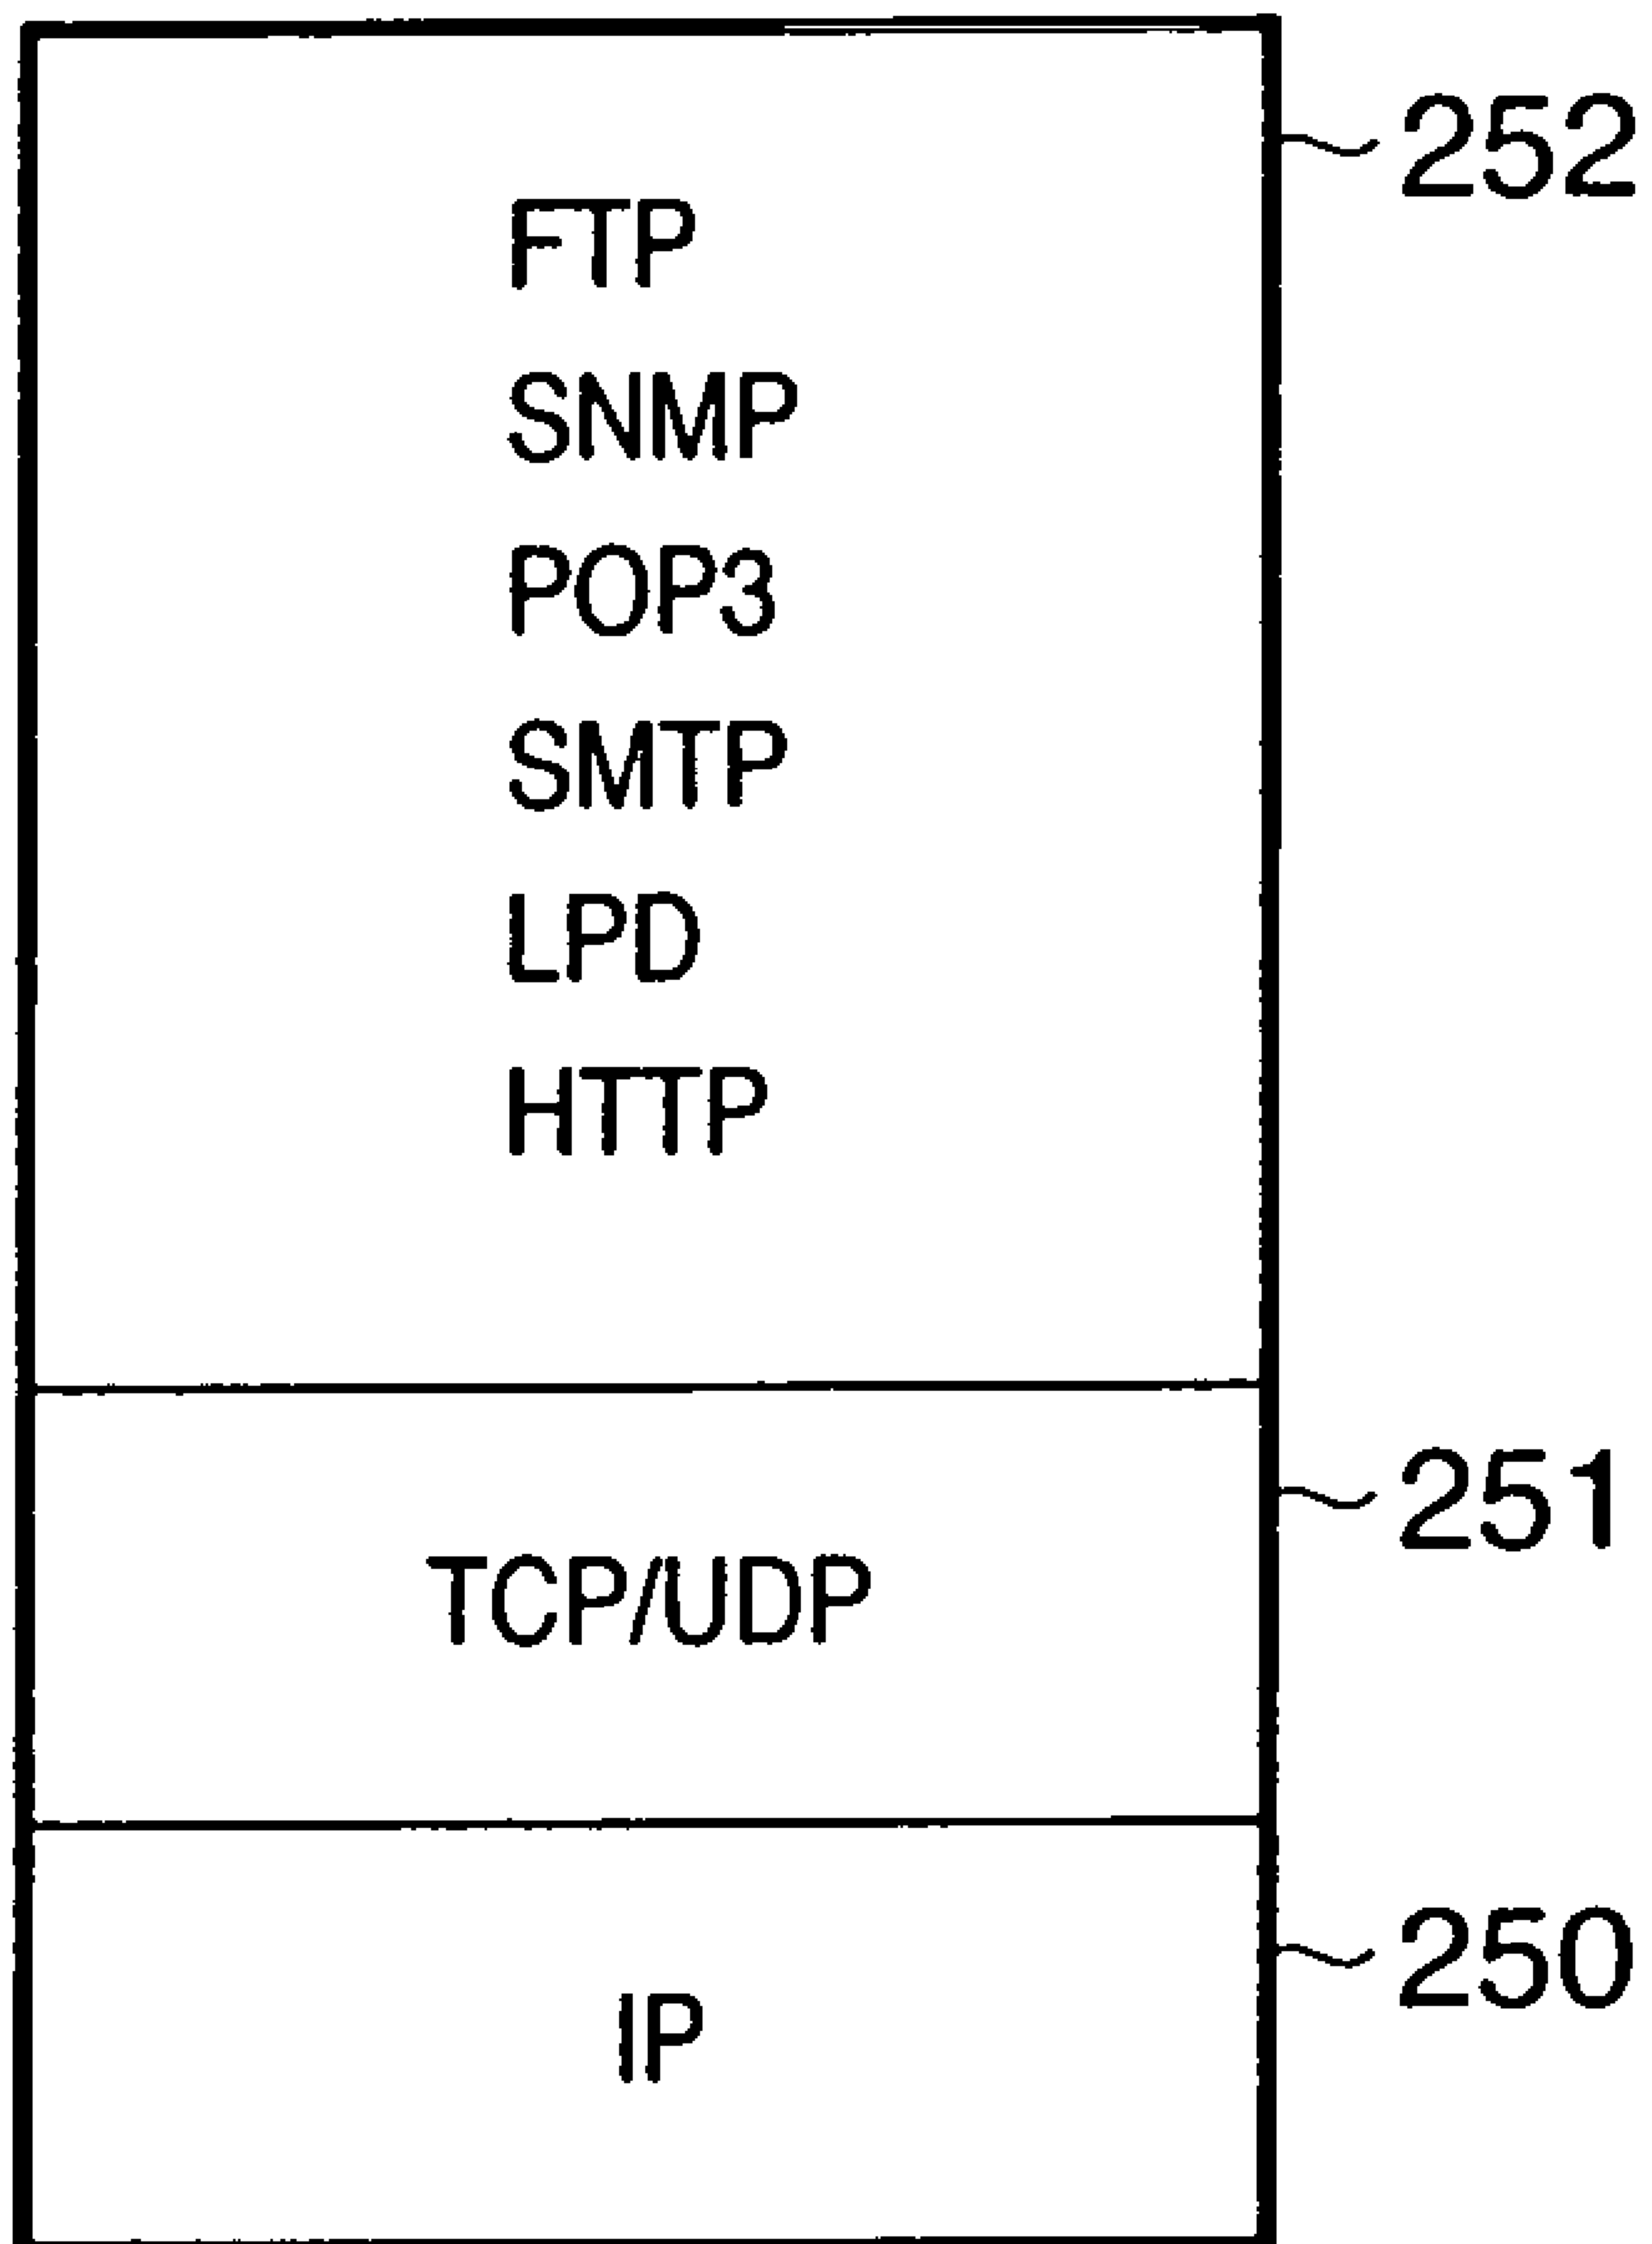 252
FTP
SNMP
POP3
SMTP
LPD
HTTP
251
TCP/UDP
250
IP